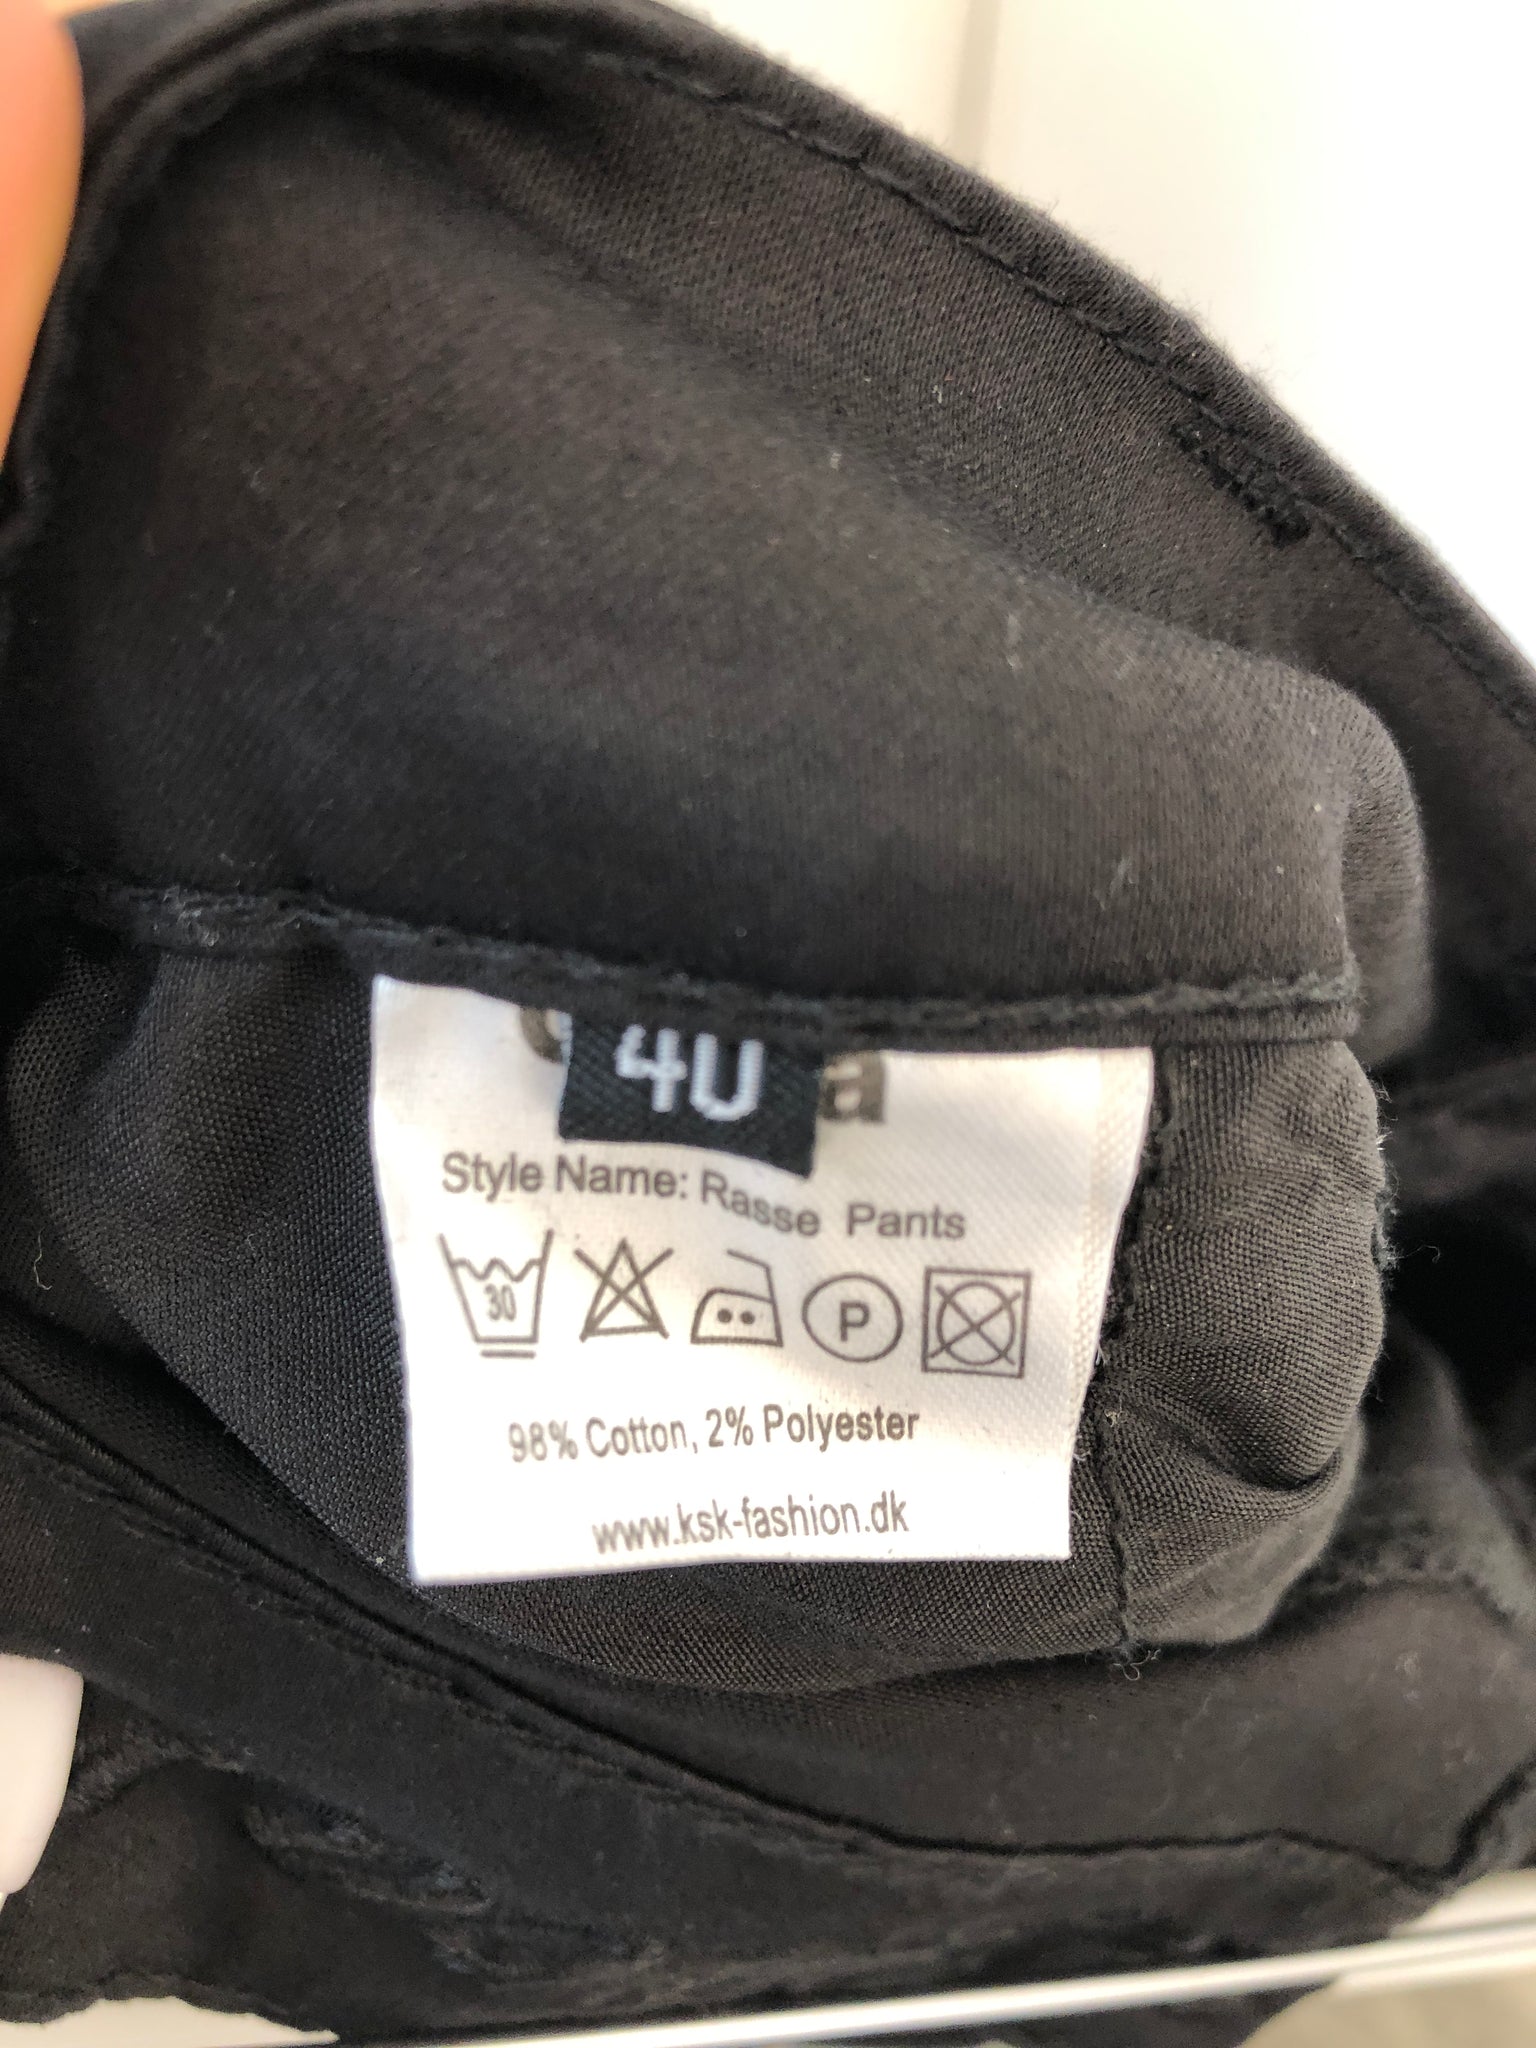 40
Style Name: Rasse Pants
30
P
98% Cotton, 2% Polyester
www.ksk-fashion.dk